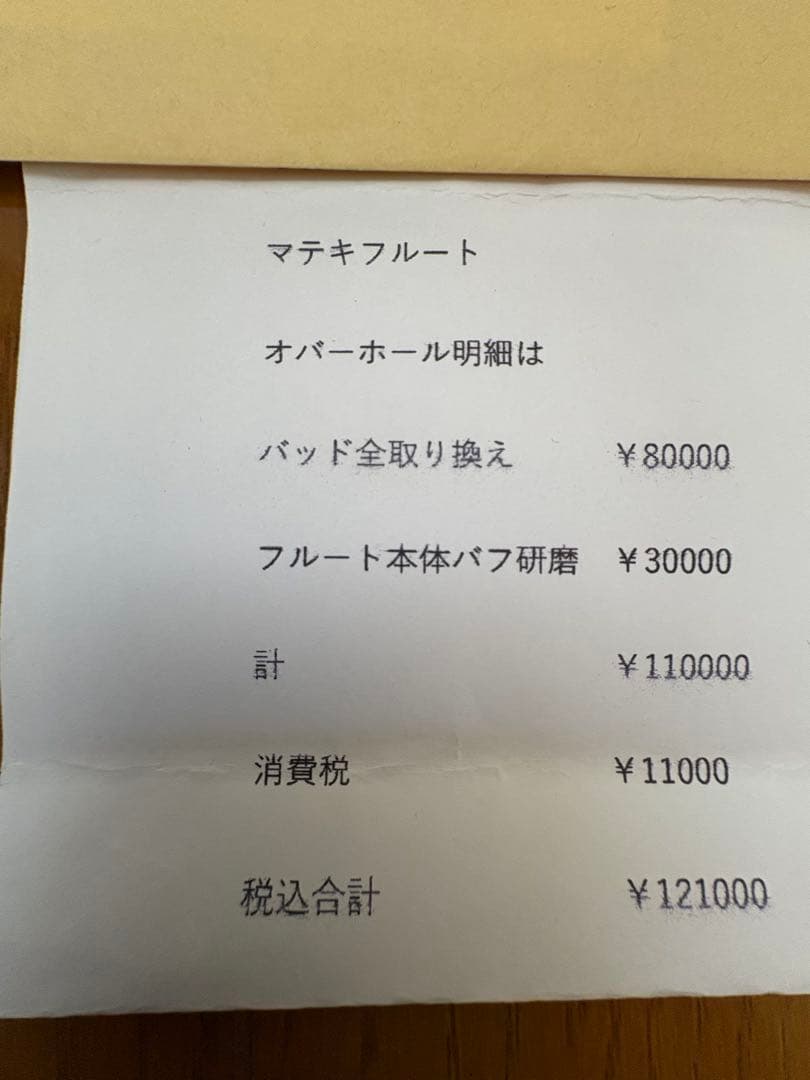 マテキフルート
オバーホール明細は
バッド全取り換え ￥80000
フルート本体バフ研磨 ￥30000
計 ￥110000
消費税 ￥11000
税込合計 ￥121000